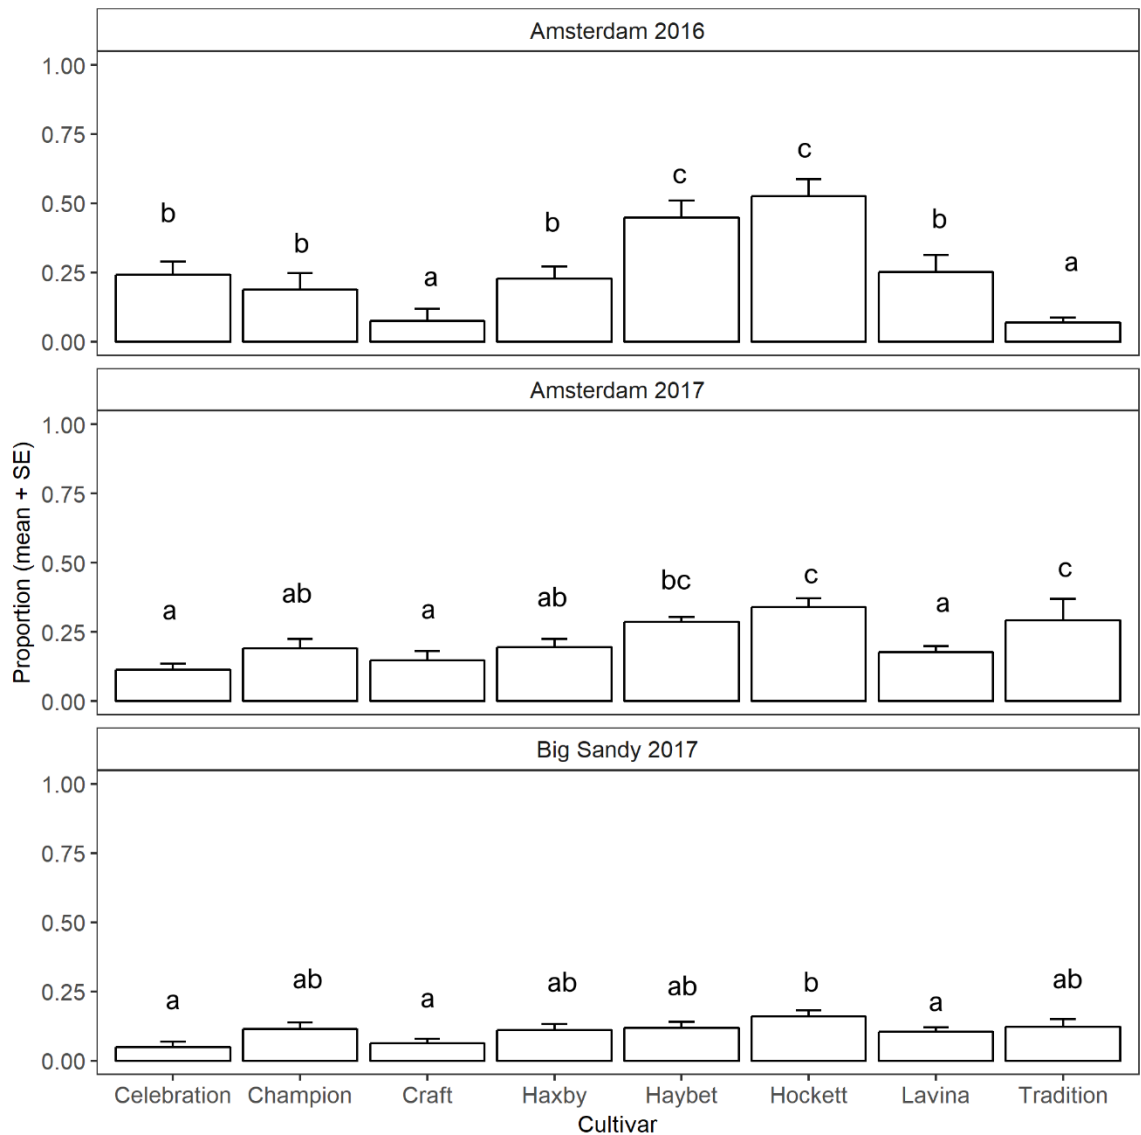 Amsterdam 2016
1.00
0.75
0.50
0.25
0.00
b
b
a
b
c
c
b
a
Amsterdam 2017
Proportion (mean + SE)
1.00
0.75
0.50
0.25
0.00
a
ab
a
ab
bc
c
a
c
Big Sandy 2017
1.00
0.75
0.50
0.25
0.00
a
ab
a
ab
ab
b
a
ab
Celebration Champion Craft Haxby Haybet Hockett Lavina Tradition
Cultivar